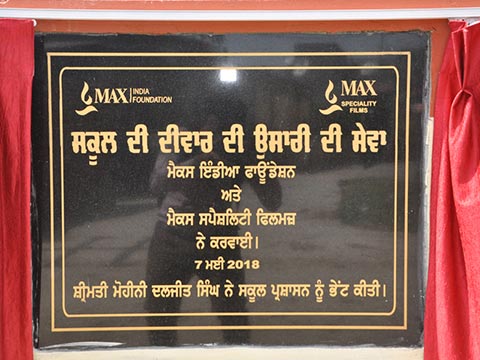 MAX INDIA FOUNDATION
MAX SPECIALITY FILMS
ਸਕੂਲ ਦੀ ਦੀਵਾਰ ਦੀ ਉਸਾਰੀ ਦੀ ਸੇਵਾ
ਮੈਕਸ ਇੰਡੀਆ ਫਾਊਂਡੇਸ਼ਨ
ਅਤੇ
ਮੈਕਸ ਸਪੈਸ਼ਲਿਟੀ ਫਿਲਮਜ਼
ਨੇ ਕਰਵਾਈ।
7 ਮਈ 2018
ਸ਼੍ਰੀਮਤੀ ਮੋਹੀਨੀ ਦਲਜੀਤ ਸਿੰਘ ਨੇ ਸਕੂਲ ਪ੍ਰਸ਼ਾਸਨ ਨੂੰ ਭੇਂਟ ਕੀਤੀ।